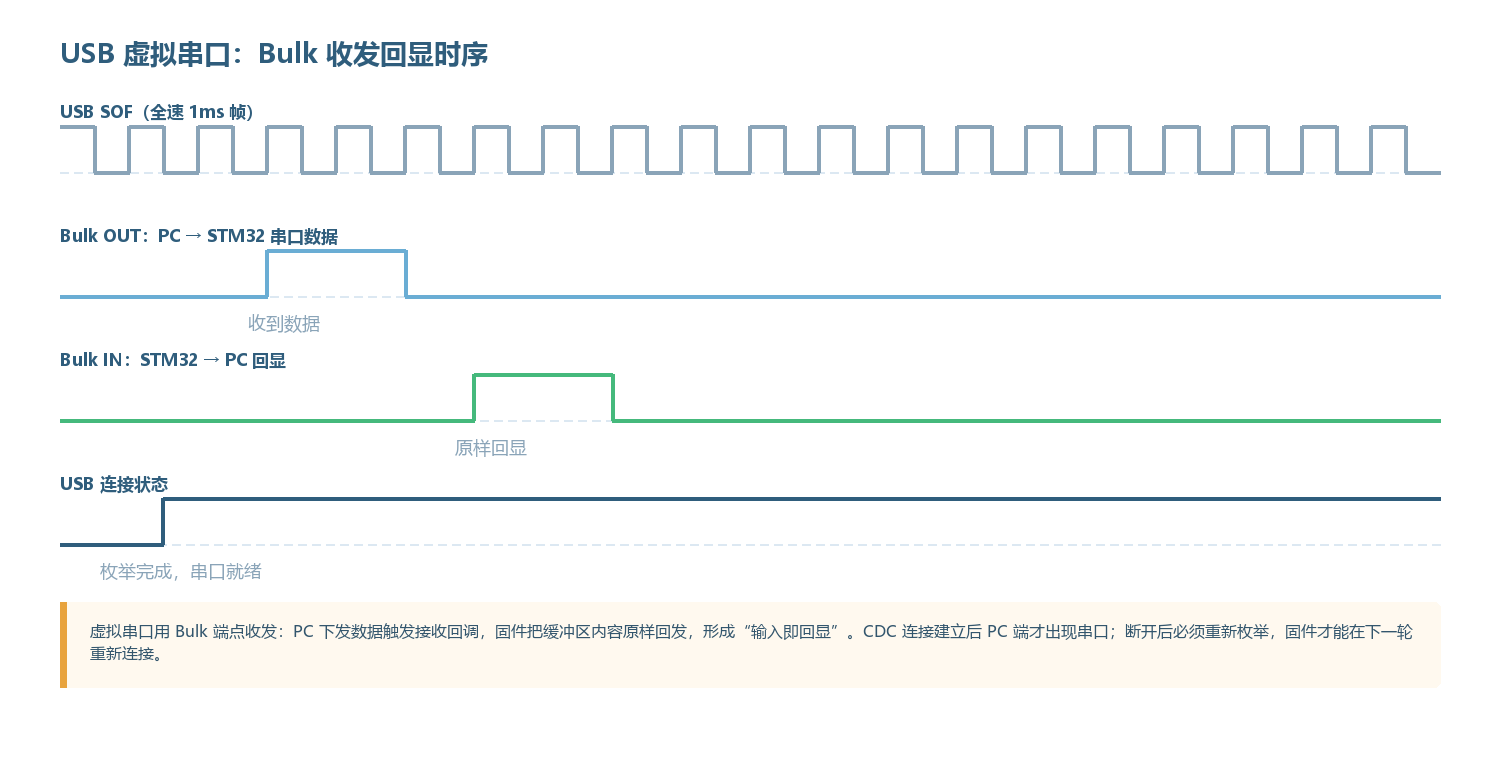 USB 虚拟串口：Bulk 收发回显时序
USB SOF（全速 1ms 帧）
Bulk OUT：PC → STM32 串口数据
收到数据
Bulk IN：STM32 → PC 回显
原样回显
USB 连接状态
枚举完成，串口就绪
虚拟串口用 Bulk 端点收发：PC 下发数据触发接收回调，固件把缓冲区内容原样回发，形成“输入即回显”。CDC 连接建立后 PC 端才出现串口；断开后必须重新枚举，固件才能在下一轮
重新连接。